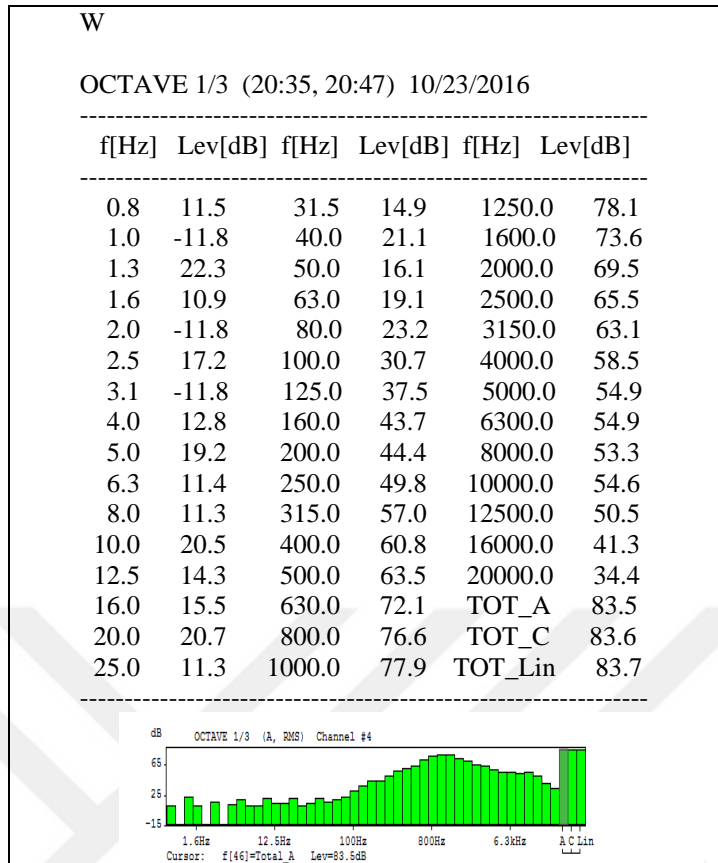 W
OCTAVE 1/3 (20:35, 20:47) 10/23/2016
--------------------------------------------------------------
f[Hz] Lev[dB] f[Hz] Lev[dB] f[Hz] Lev[dB]
--------------------------------------------------------------
0.8 11.5 31.5 14.9 1250.0 78.1
1.0 -11.8 40.0 21.1 1600.0 73.6
1.3 22.3 50.0 16.1 2000.0 69.5
1.6 10.9 63.0 19.1 2500.0 65.5
2.0 -11.8 80.0 23.2 3150.0 63.1
2.5 17.2 100.0 30.7 4000.0 58.5
3.1 -11.8 125.0 37.5 5000.0 54.9
4.0 12.8 160.0 43.7 6300.0 54.9
5.0 19.2 200.0 44.4 8000.0 53.3
6.3 11.4 250.0 49.8 10000.0 54.6
8.0 11.3 315.0 57.0 12500.0 50.5
10.0 20.5 400.0 60.8 16000.0 41.3
12.5 14.3 500.0 63.5 20000.0 34.4
16.0 15.5 630.0 72.1 TOT_A 83.5
20.0 20.7 800.0 76.6 TOT_C 83.6
25.0 11.3 1000.0 77.9 TOT_Lin 83.7
--------------------------------------------------------------
dB OCTAVE 1/3 (A, RMS) Channel #4
65
25
-15
1.6Hz 12.5Hz 100Hz 800Hz 6.3kHz A C Lin
Cursor: f[46]=Total_A Lev=83.5dB